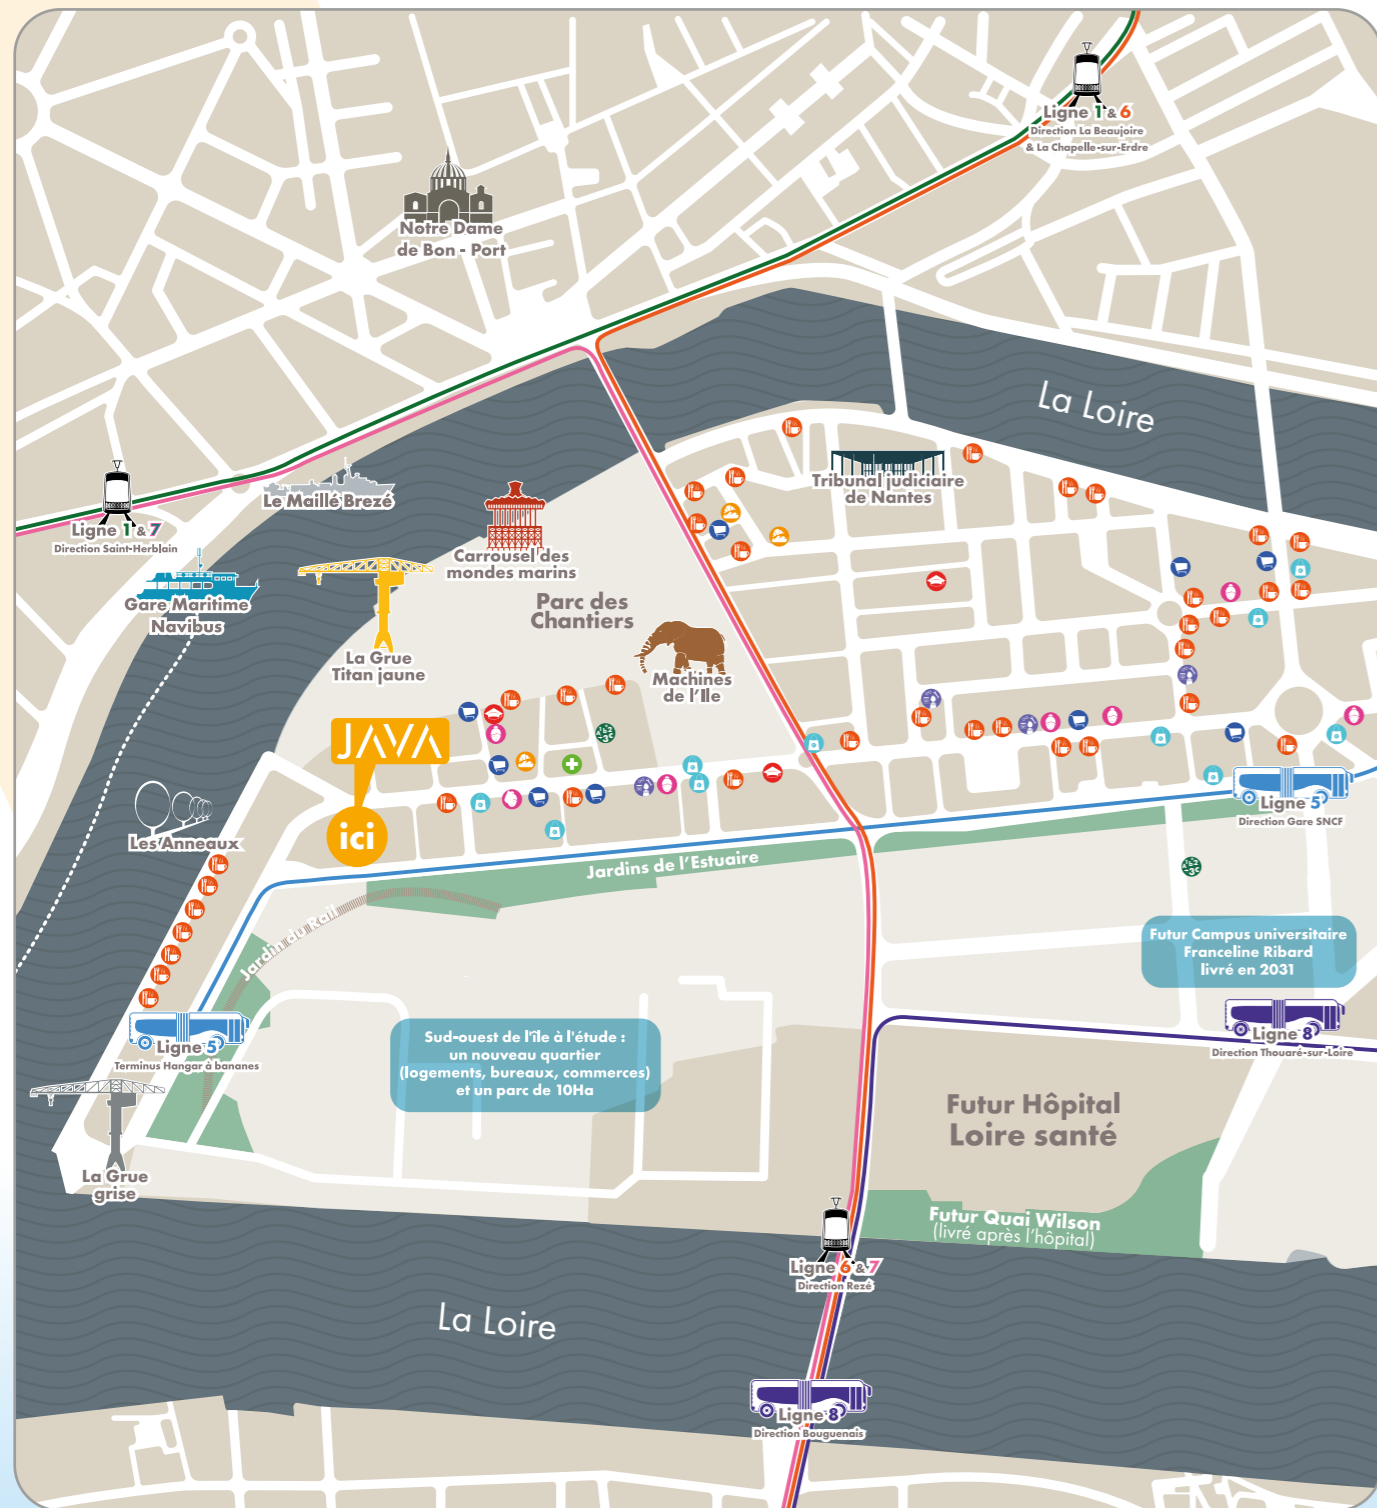 Ligne 1 & 6
Direction La Beaujoire
& La Chapelle-sur-Erdre
Notre Dame
de Bon - Port
La Loire
Tribunal judiciaire
de Nantes
Le Maillé Brezé
Ligne 1 & 7
Direction Saint-Herblain
Carrousel des
mondes marins
Gare Maritime
Navibus
Parc des
Chantiers
La Grue
Titan jaune
Machines
de l'Ile
JAVA
ici
Les Anneaux
Ligne 5
Direction Gare SNCF
Jardins de l'Estuaire
Jardin du Rail
Futur Campus universitaire
Franceline Ribard
livré en 2031
Ligne 5
Terminus Hangar à bananes
Sud-ouest de l'île à l'étude :
un nouveau quartier
(logements, bureaux, commerces)
et un parc de 10Ha
Ligne 8
Direction Thouaré-sur-Loire
Futur Hôpital
Loire santé
La Grue
grise
Futur Quai Wilson
(livré après l'hôpital)
Ligne 6 & 7
Direction Rezé
La Loire
Ligne 8
Direction Bouguenais